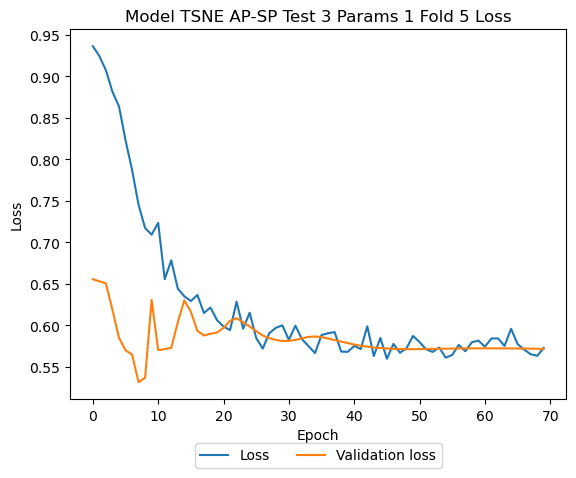 Model TSNE AP-SP Test 3 Params 1 Fold 5 Loss
0.95
0.90
0.85
0.80
0.75
0.70
0.65
0.60
0.55
Loss
0 10 20 30 40 50 60 70
Epoch
Loss Validation loss